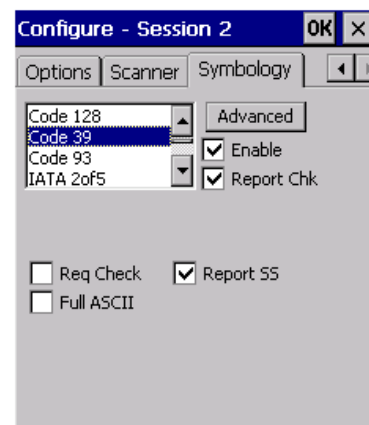 Configure - Session 2 OK ×
Options Scanner Symbology
Code 128 Advanced
Code 39
Code 93 Enable
IATA 2of5 Report Chk
Req Check Report SS
Full ASCII